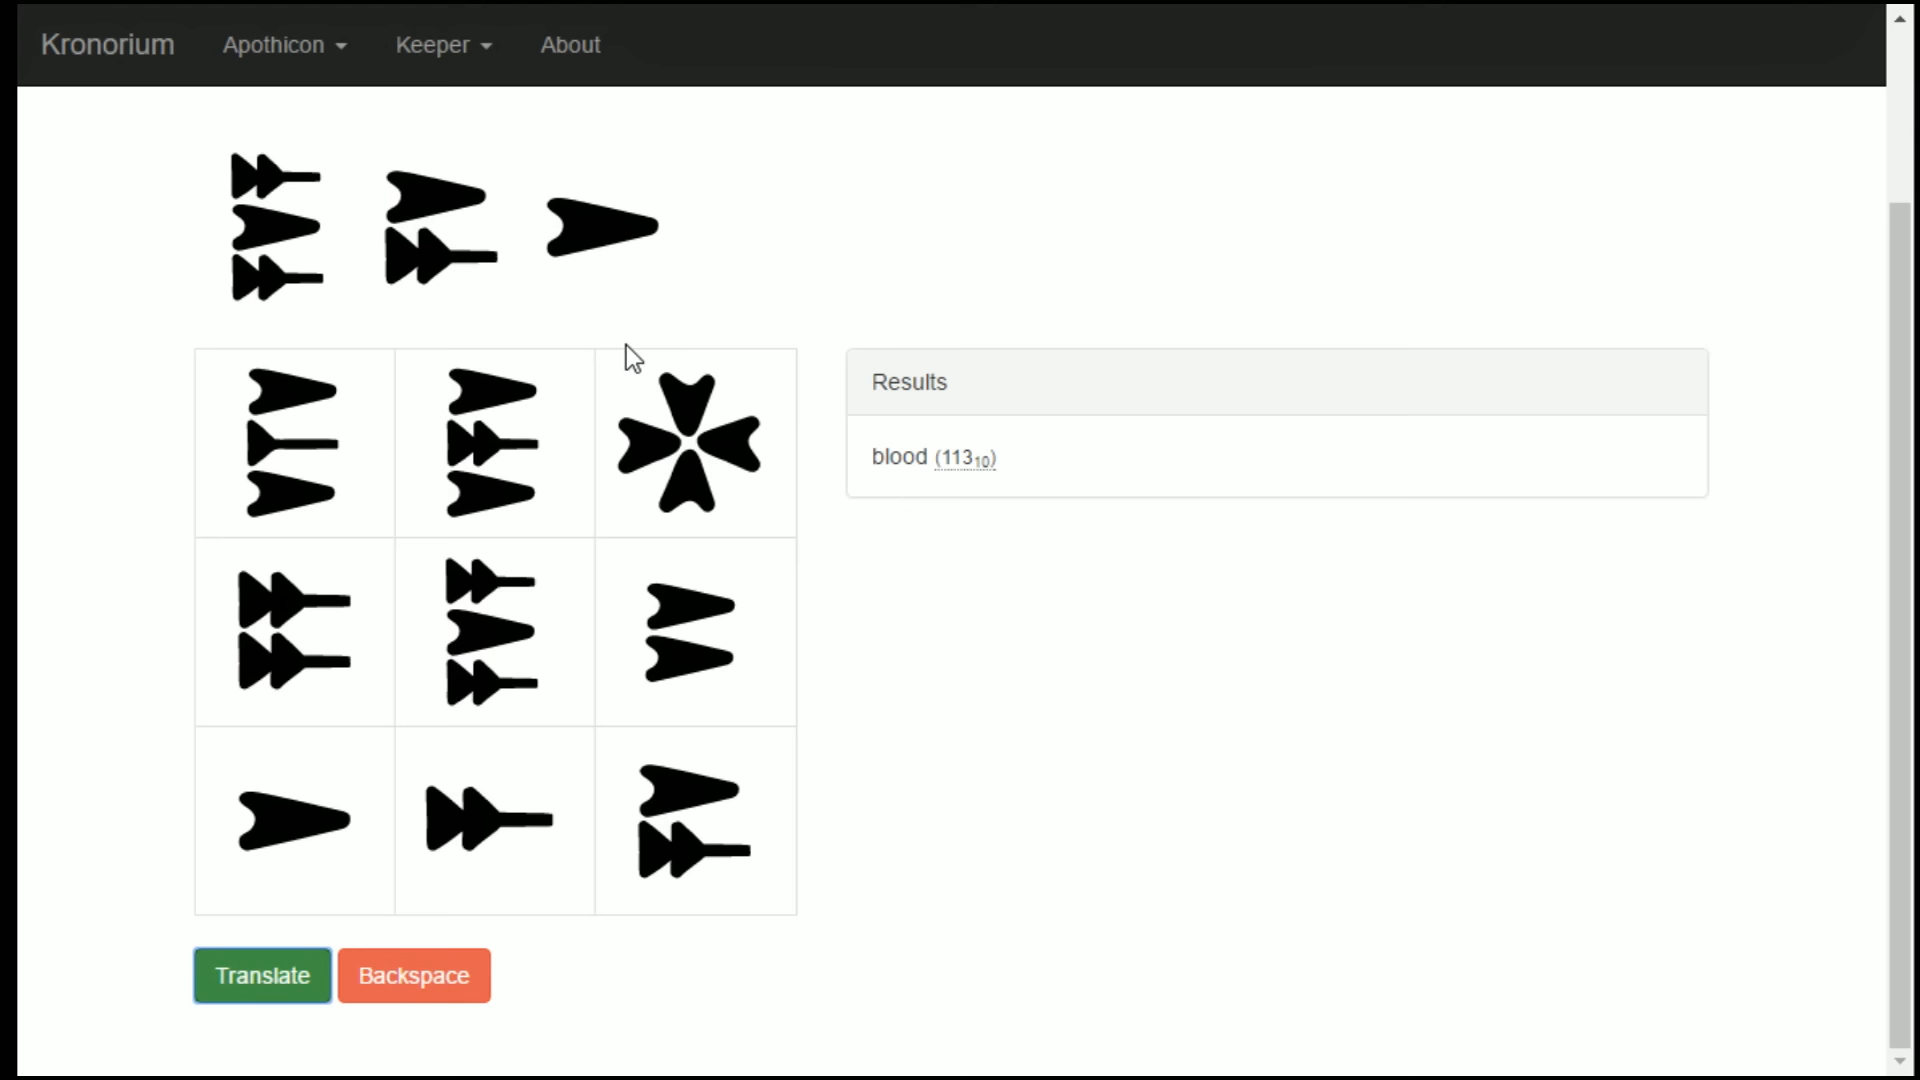 Kronorium Apothicon Keeper About
Results
blood (113₁₀)
Translate Backspace